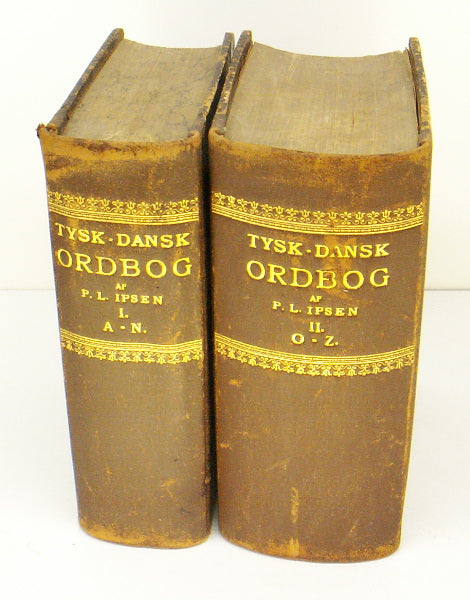 TYSK-DANSK
ORDBOG
AF
P. L. IPSEN
I.
A-N.
TYSK-DANSK
ORDBOG
AF
P. L. IPSEN
II.
O-Z.